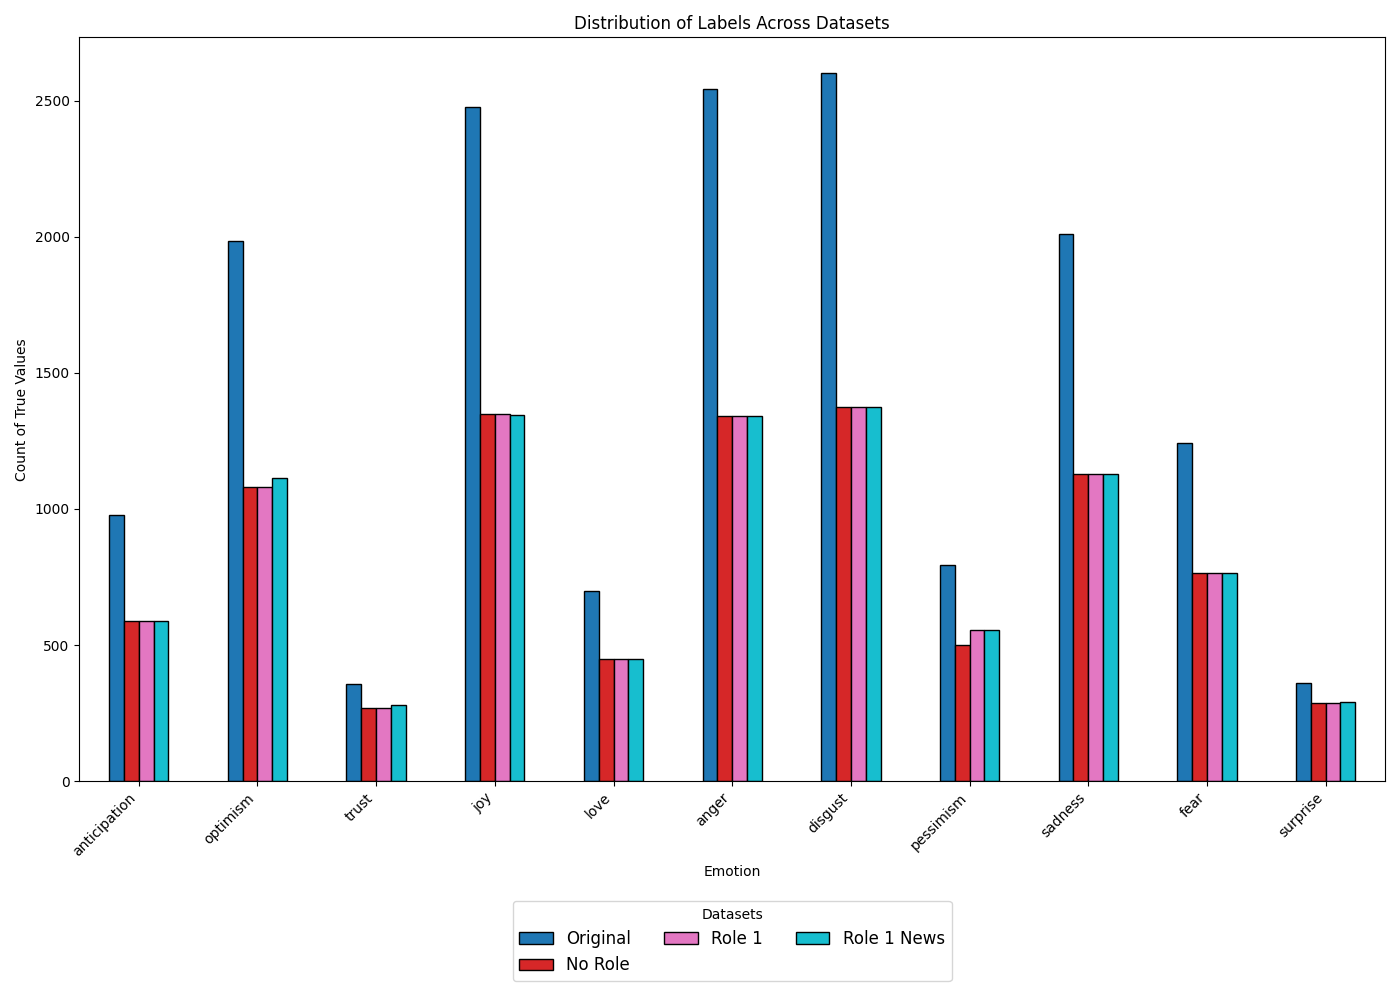 Distribution of Labels Across Datasets
Count of True Values
2500
2000
1500
1000
500
0
anticipation
optimism
trust
joy
love
anger
disgust
pessimism
sadness
fear
surprise
Emotion
Datasets
Original
No Role
Role 1
Role 1 News